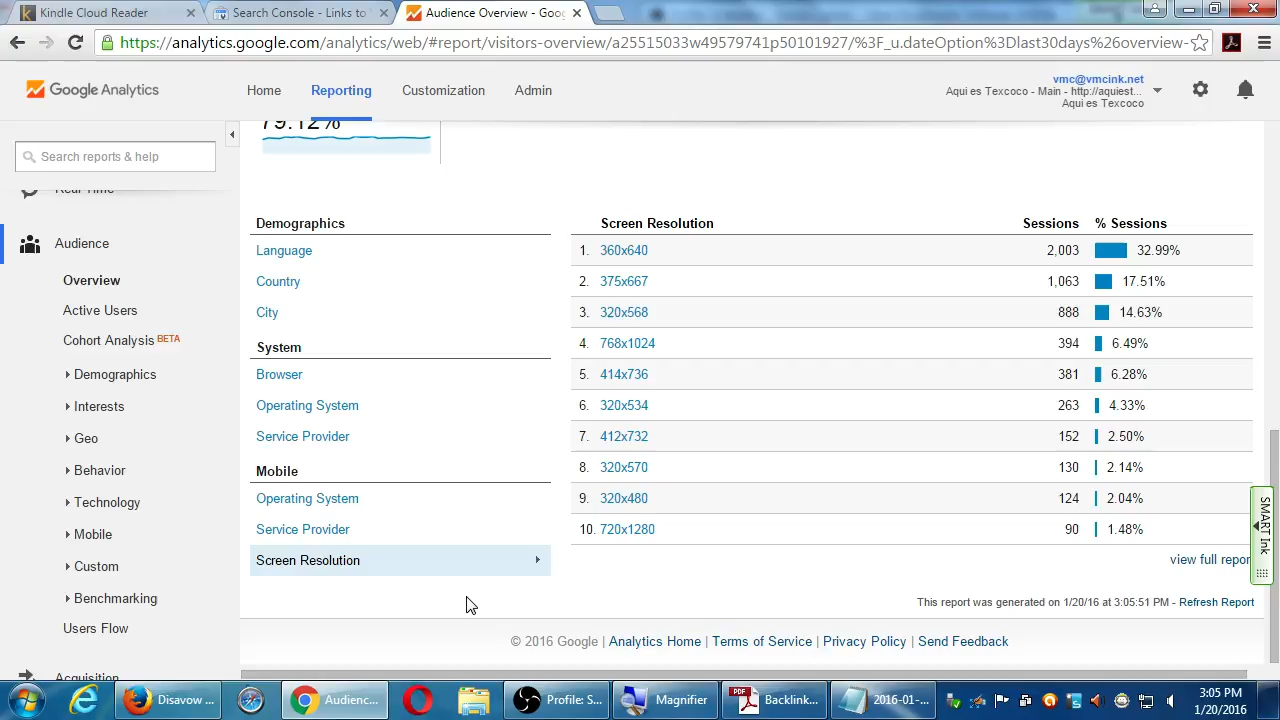 Kindle Cloud Reader
Search Console - Links to
Audience Overview - Goo
https://analytics.google.com/analytics/web/#report/visitors-overview/a25515033w49579741p50101927/%3F_u.dateOption%3Dlast30days%26overview-
Google Analytics
Home
Reporting
Customization
Admin
vmc@vmcink.net
Aqui es Texcoco - Main - http://aquiest...
Aqui es Texcoco
79.12%
Search reports & help
Real-Time
Audience
Overview
Active Users
Cohort Analysis BETA
Demographics
Interests
Geo
Behavior
Technology
Mobile
Custom
Benchmarking
Users Flow
Acquisition
Demographics
Language
Country
City
System
Browser
Operating System
Service Provider
Mobile
Operating System
Service Provider
Screen Resolution
Screen Resolution Sessions % Sessions
1. 360x640 2,003 32.99%
2. 375x667 1,063 17.51%
3. 320x568 888 14.63%
4. 768x1024 394 6.49%
5. 414x736 381 6.28%
6. 320x534 263 4.33%
7. 412x732 152 2.50%
8. 320x570 130 2.14%
9. 320x480 124 2.04%
10. 720x1280 90 1.48%
view full repor
SMART Ink
This report was generated on 1/20/16 at 3:05:51 PM - Refresh Report
© 2016 Google | Analytics Home | Terms of Service | Privacy Policy | Send Feedback
Disavow ...
Audienc...
Profile: S...
Magnifier
PDF
Backlink...
2016-01-...
3:05 PM
1/20/2016